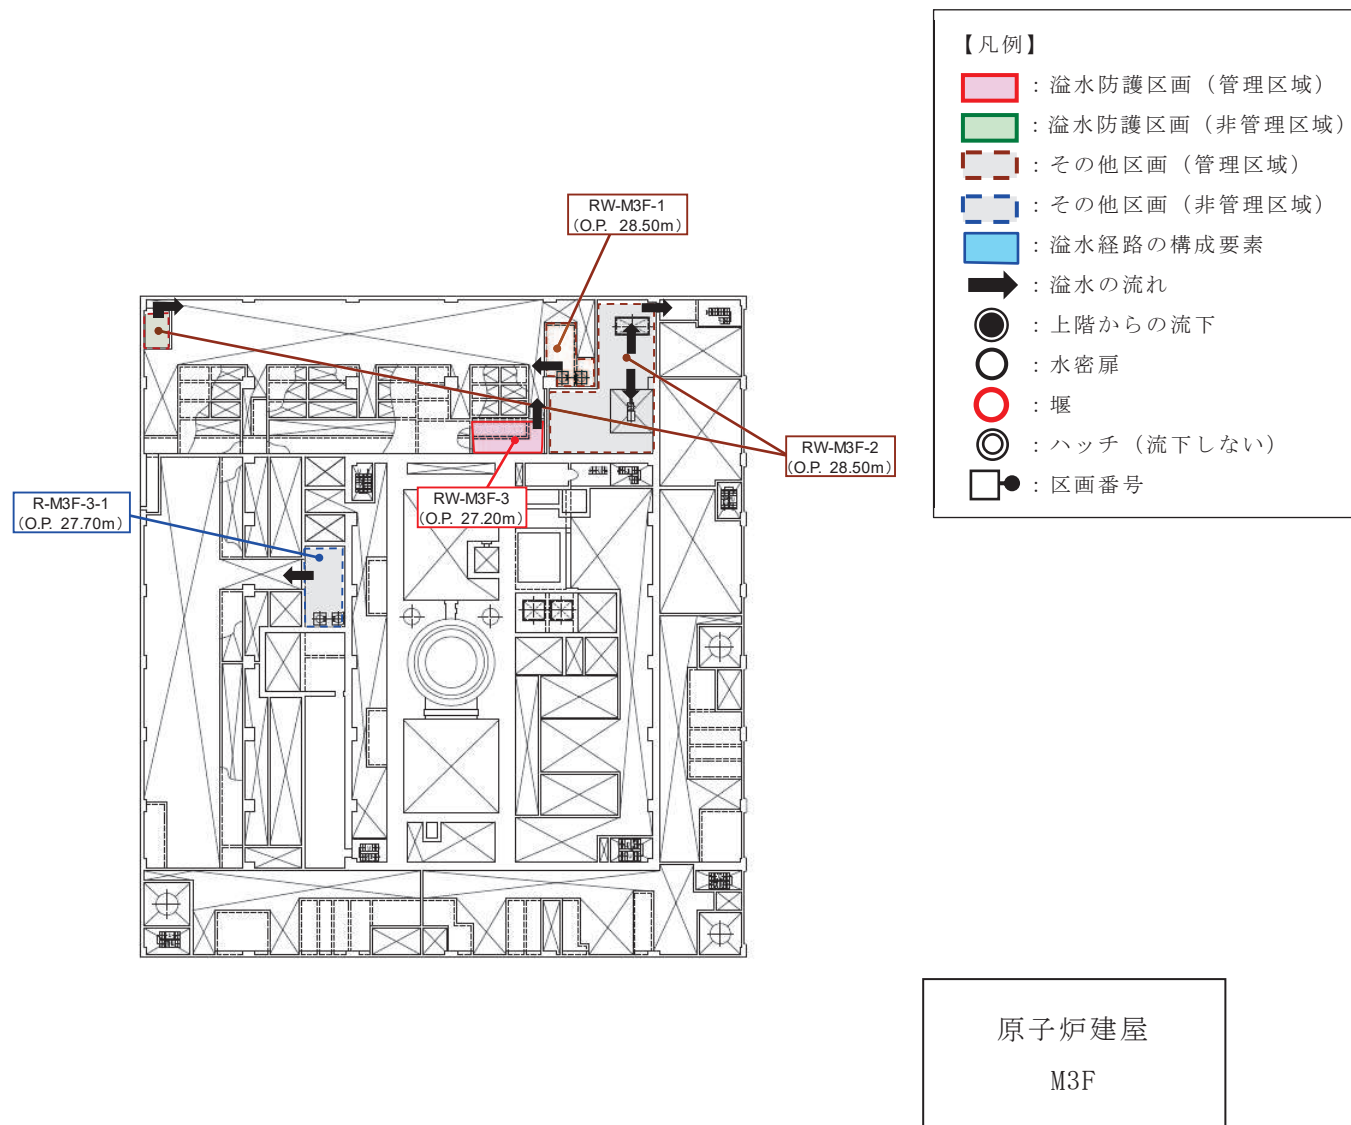 【凡例】
：溢水防護区画（管理区域）
：溢水防護区画（非管理区域）
：その他区画（管理区域）
：その他区画（非管理区域）
：溢水経路の構成要素
：溢水の流れ
：上階からの流下
：水密扉
：堰
：ハッチ（流下しない）
：区画番号
RW-M3F-1
（O.P. 28.50m）
RW-M3F-2
（O.P. 28.50m）
RW-M3F-3
（O.P. 27.20m）
R-M3F-3-1
（O.P. 27.70m）
原子炉建屋
M3F